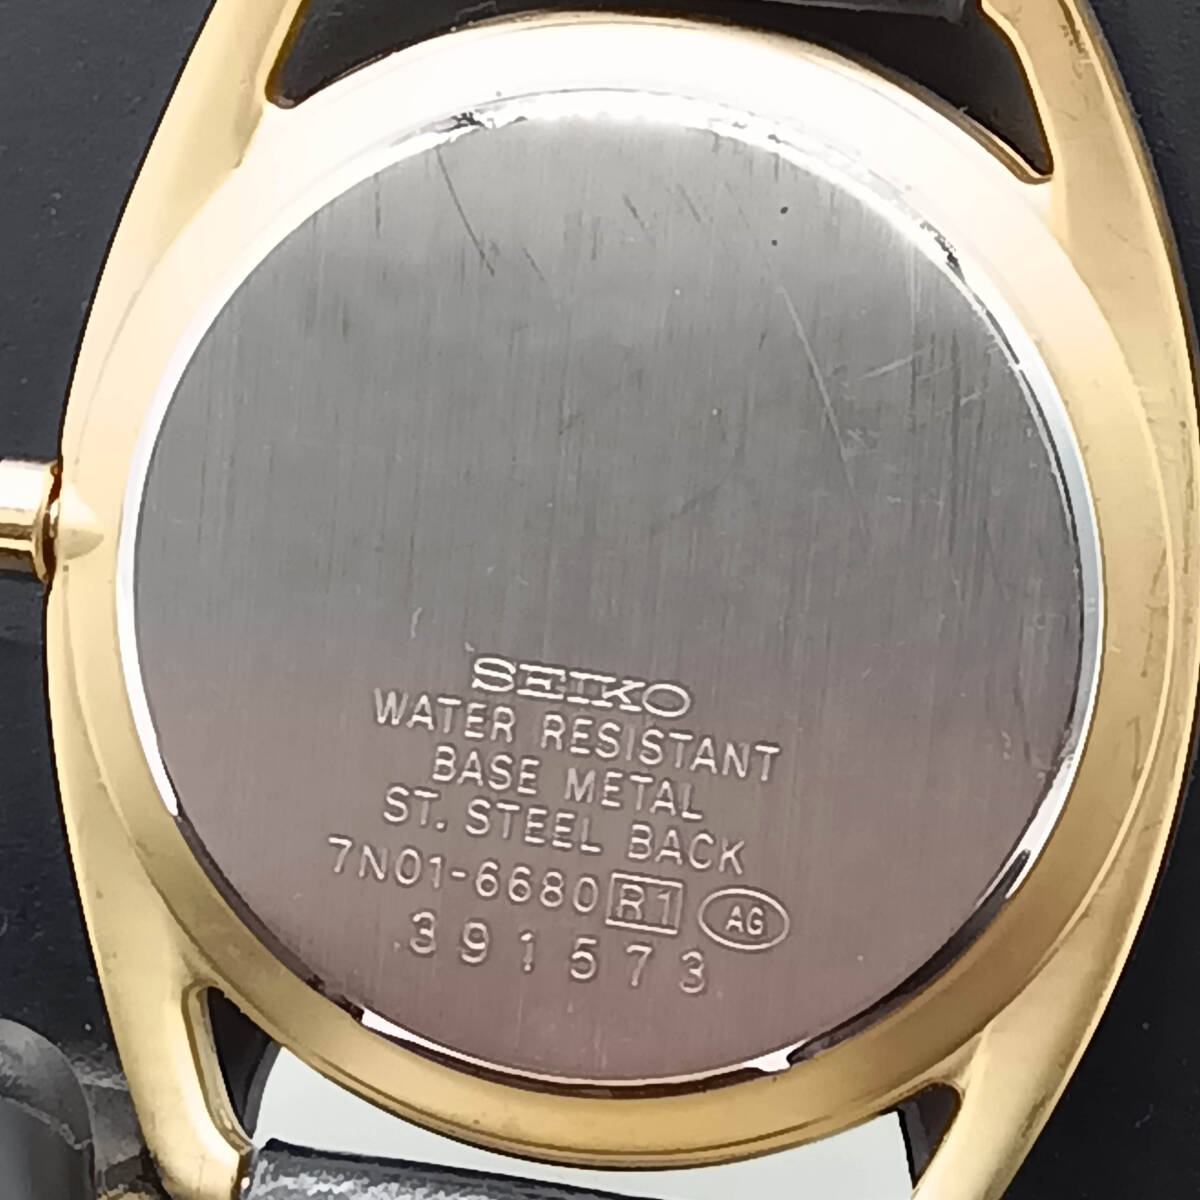 SEIKO
WATER RESISTANT
BASE METAL
ST. STEEL BACK
7N01-6680 R1 AG
391573